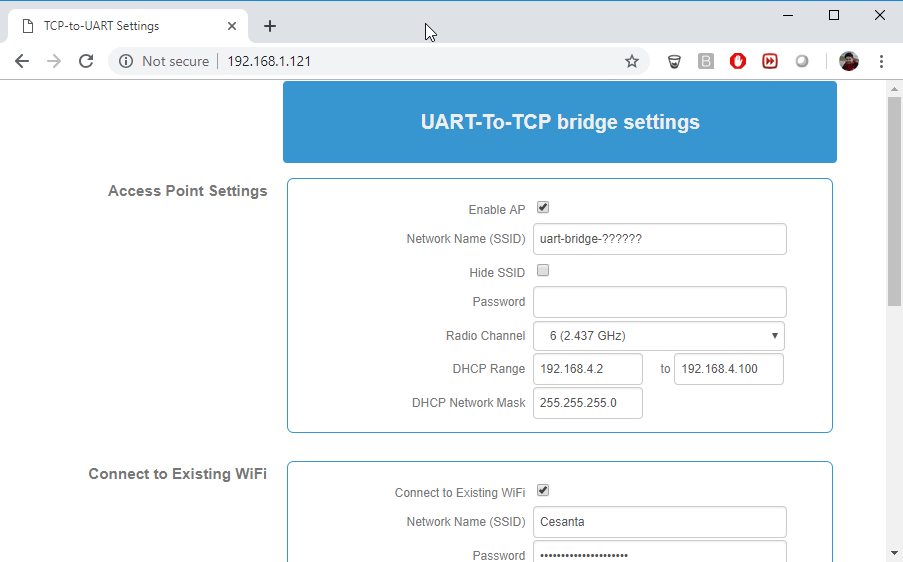 TCP-to-UART Settings
Not secure 192.168.1.121
UART-To-TCP bridge settings
Access Point Settings
Enable AP
Network Name (SSID) uart-bridge-??????
Hide SSID
Password
Radio Channel 6 (2.437 GHz)
DHCP Range 192.168.4.2 to 192.168.4.100
DHCP Network Mask 255.255.255.0
Connect to Existing WiFi
Connect to Existing WiFi
Network Name (SSID) Cesanta
Password •••••••••••••••••••••